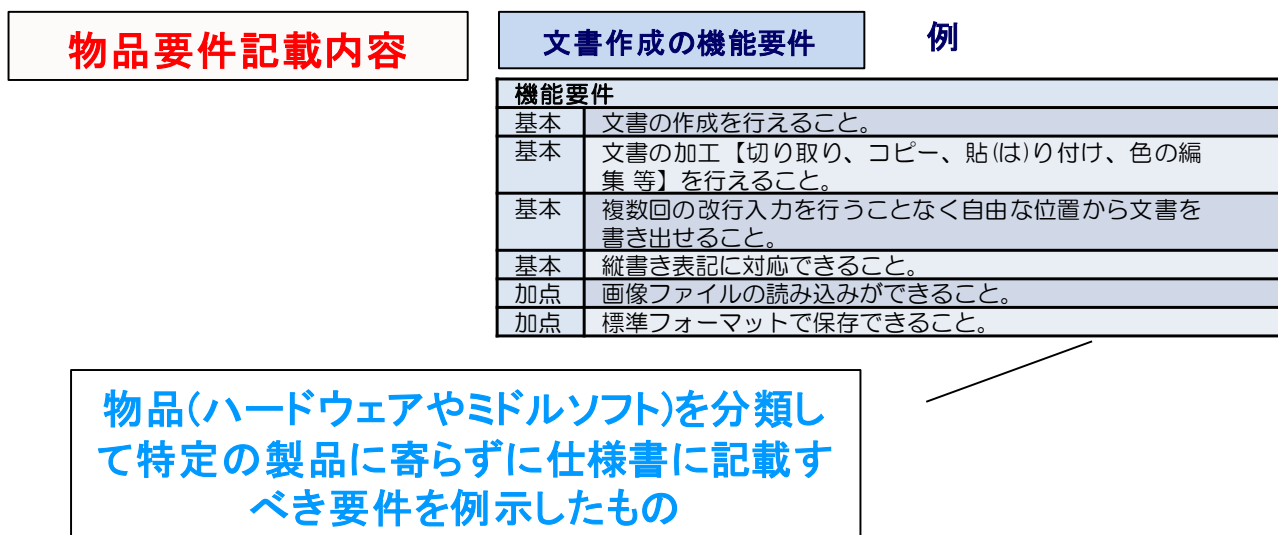 物品要件記載内容
文書作成の機能要件
例
機能要件
基本 文書の作成を行えること。
基本 文書の加工【切り取り、コピー、貼(は)り付け、色の編
集 等】を行えること。
基本 複数回の改行入力を行うことなく自由な位置から文書を
書き出せること。
基本 縦書き表記に対応できること。
加点 画像ファイルの読み込みができること。
加点 標準フォーマットで保存できること。
物品(ハードウェアやミドルソフト)を分類し
て特定の製品に寄らずに仕様書に記載す
べき要件を例示したもの